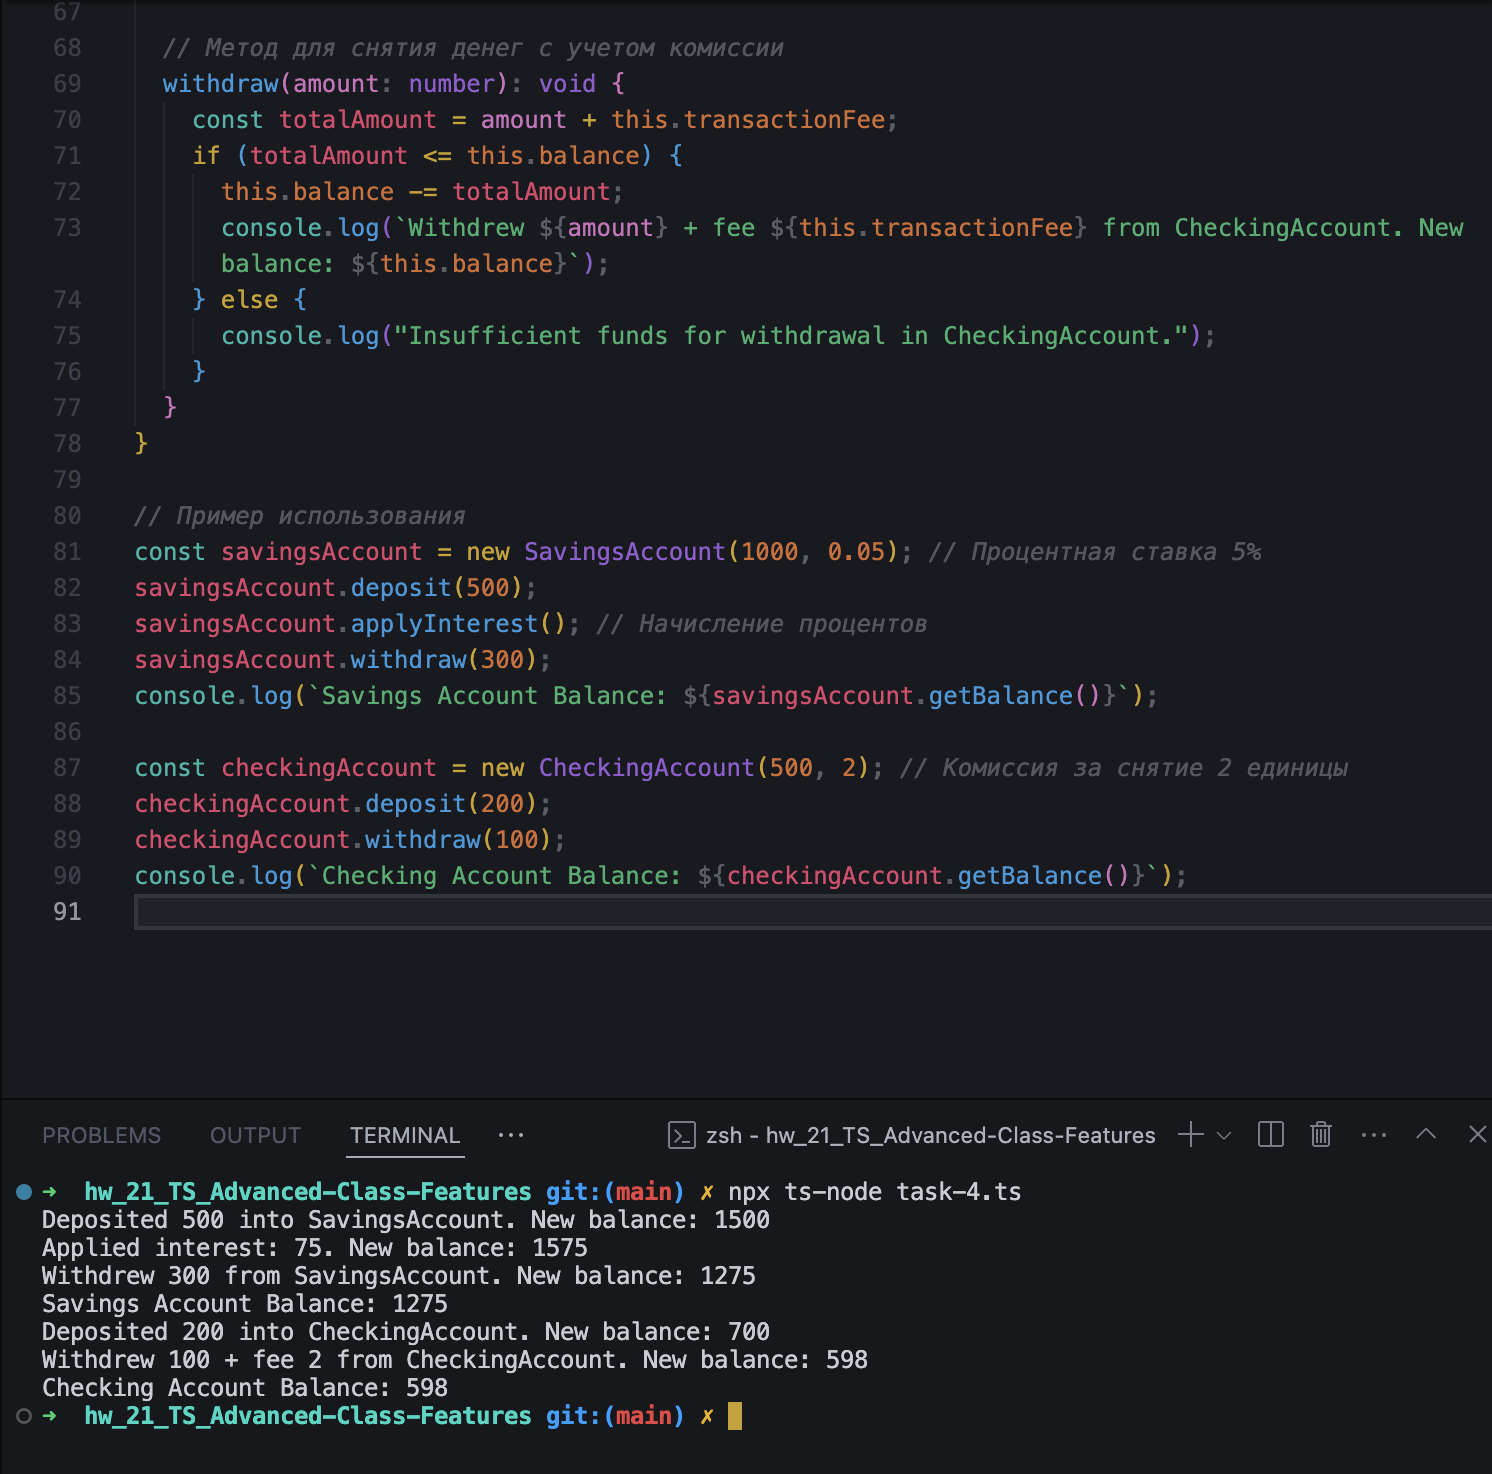 67
68 // Метод для снятия денег с учетом комиссии
69 withdraw(amount: number): void {
70 const totalAmount = amount + this.transactionFee;
71 if (totalAmount <= this.balance) {
72 this.balance -= totalAmount;
73 console.log(`Withdrew ${amount} + fee ${this.transactionFee} from CheckingAccount. New
balance: ${this.balance}`);
74 } else {
75 console.log("Insufficient funds for withdrawal in CheckingAccount.");
76 }
77 }
78 }
79
80 // Пример использования
81 const savingsAccount = new SavingsAccount(1000, 0.05); // Процентная ставка 5%
82 savingsAccount.deposit(500);
83 savingsAccount.applyInterest(); // Начисление процентов
84 savingsAccount.withdraw(300);
85 console.log(`Savings Account Balance: ${savingsAccount.getBalance()}`);
86
87 const checkingAccount = new CheckingAccount(500, 2); // Комиссия за снятие 2 единицы
88 checkingAccount.deposit(200);
89 checkingAccount.withdraw(100);
90 console.log(`Checking Account Balance: ${checkingAccount.getBalance()}`);
91
PROBLEMS OUTPUT TERMINAL ··· zsh - hw_21_TS_Advanced-Class-Features
➜ hw_21_TS_Advanced-Class-Features git:(main) ✗ npx ts-node task-4.ts
Deposited 500 into SavingsAccount. New balance: 1500
Applied interest: 75. New balance: 1575
Withdrew 300 from SavingsAccount. New balance: 1275
Savings Account Balance: 1275
Deposited 200 into CheckingAccount. New balance: 700
Withdrew 100 + fee 2 from CheckingAccount. New balance: 598
Checking Account Balance: 598
➜ hw_21_TS_Advanced-Class-Features git:(main) ✗